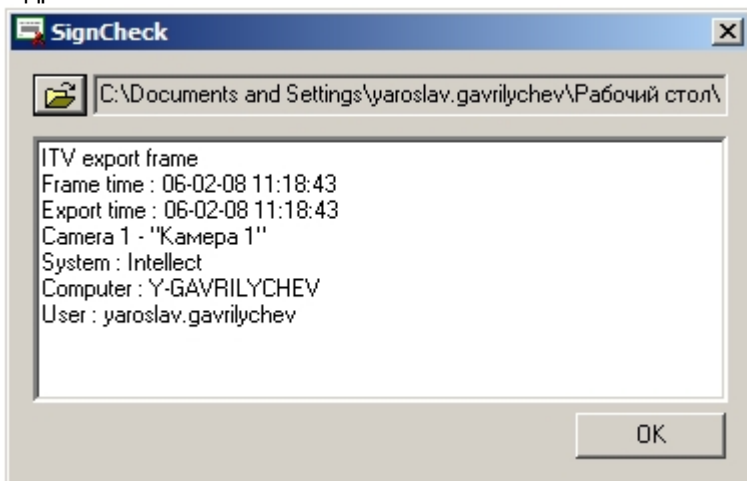 SignCheck
C:\Documents and Settings\yaroslav.gavrilychev\Рабочий стол\
ITV export frame
Frame time : 06-02-08 11:18:43
Export time : 06-02-08 11:18:43
Camera 1 - "Камера 1"
System : Intellect
Computer : Y-GAVRILYCHEV
User : yaroslav.gavrilychev
OK